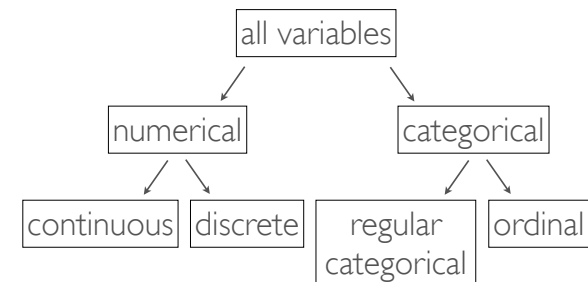 all variables
numerical
categorical
continuous
discrete
regular
categorical
ordinal